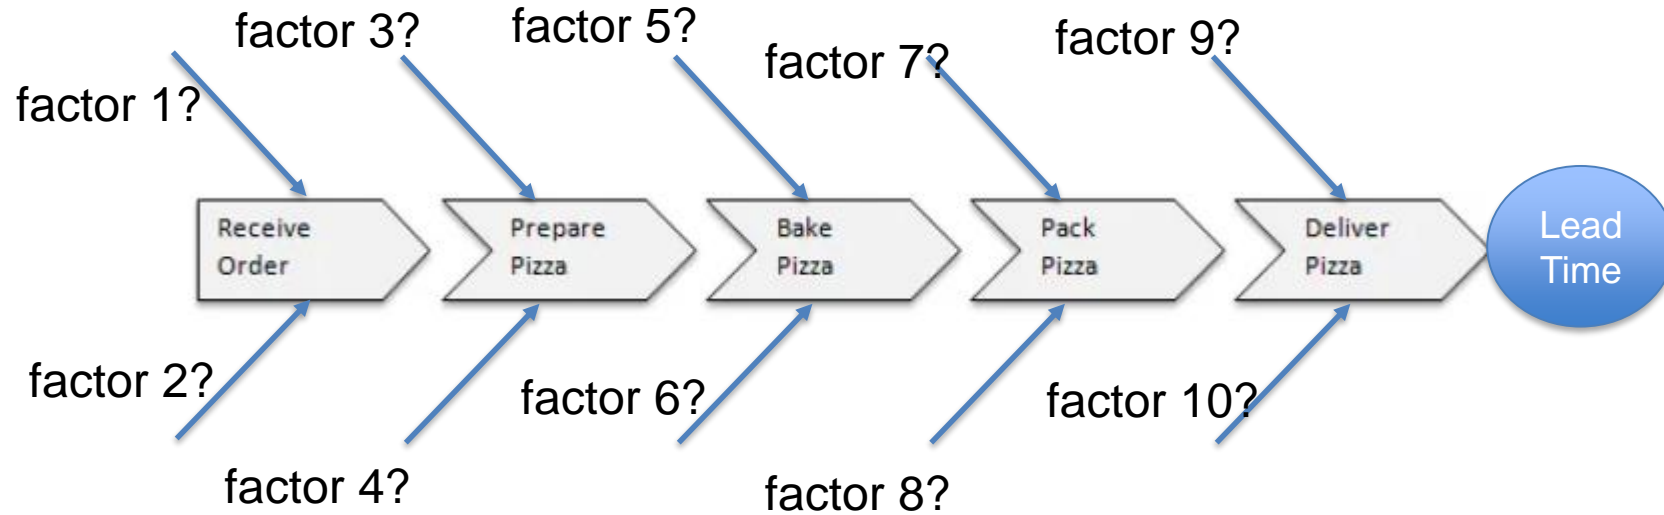 factor 1?
factor 3?
factor 5?
factor 7?
factor 9?
Receive
Order
Prepare
Pizza
Bake
Pizza
Pack
Pizza
Deliver
Pizza
Lead
Time
factor 2?
factor 4?
factor 6?
factor 8?
factor 10?